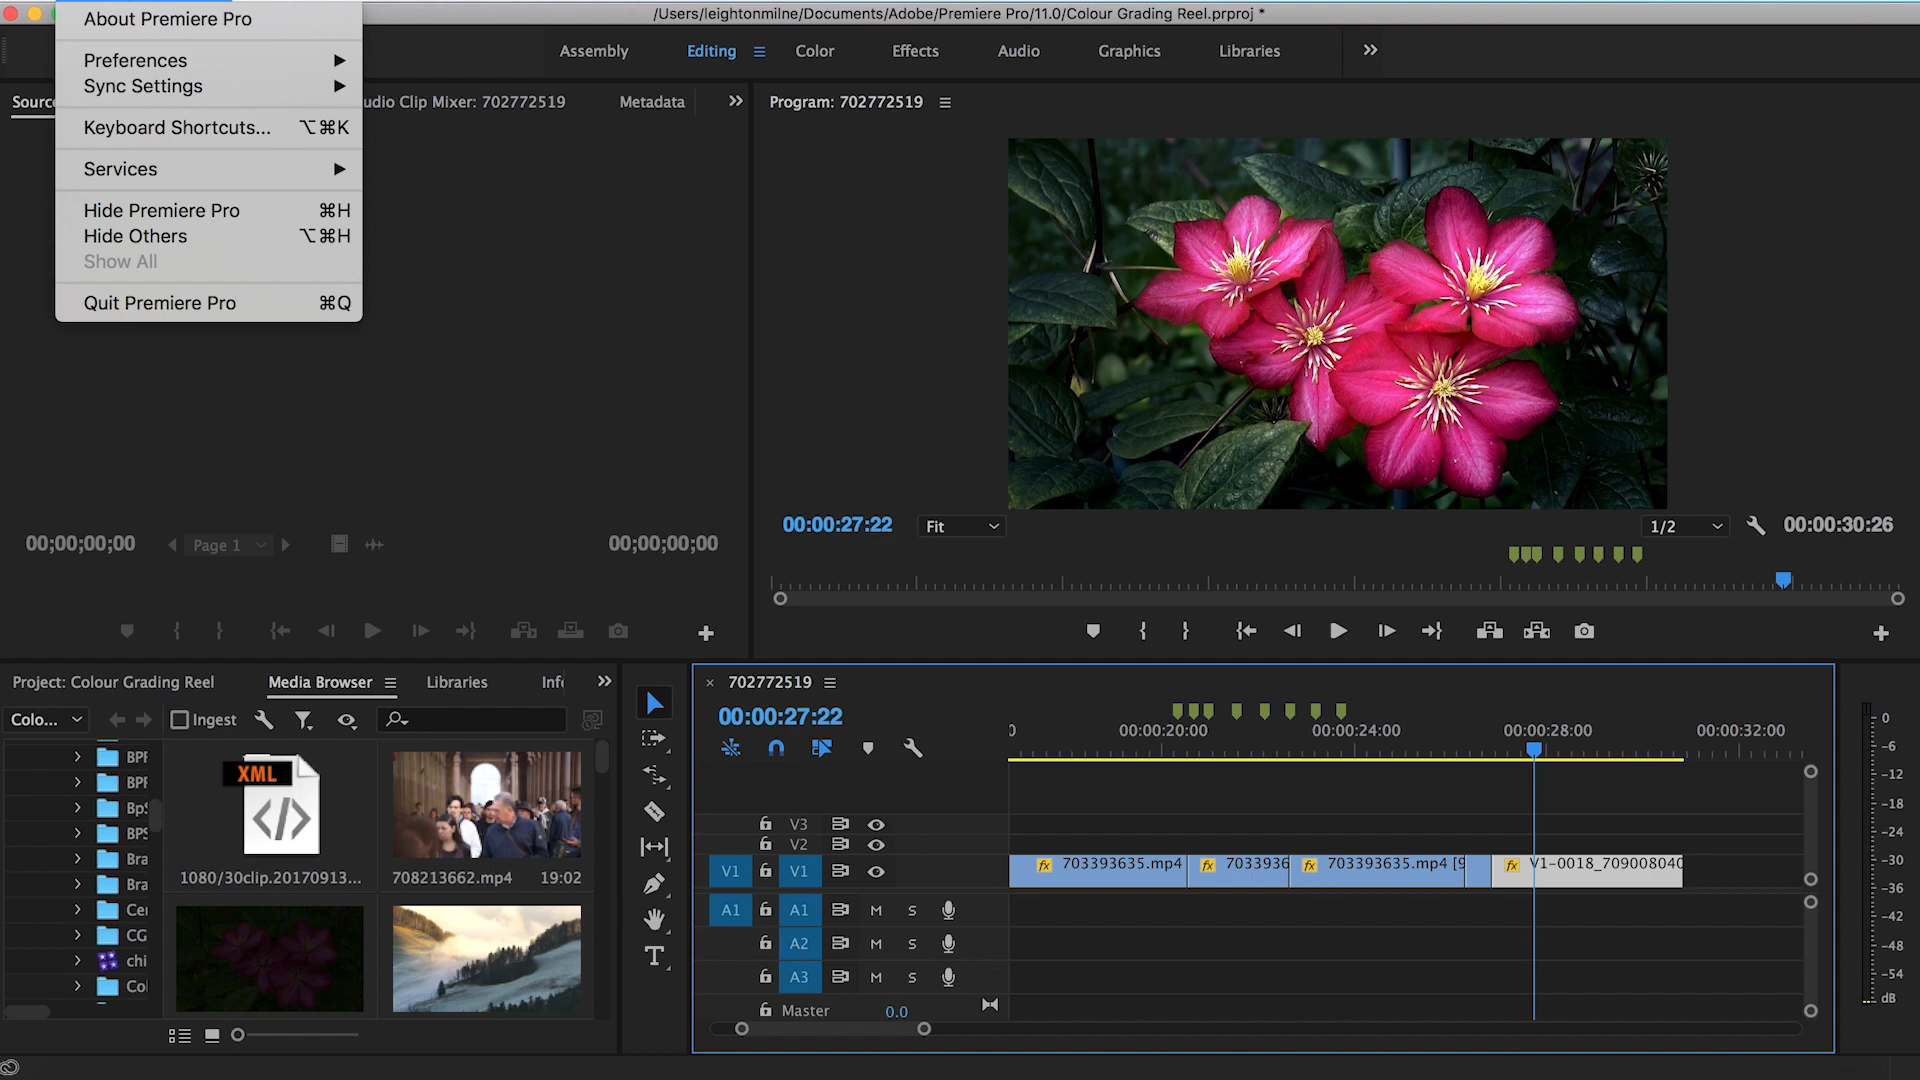 /Users/leightonmilne/Documents/Adobe/Premiere Pro/11.0/Colour Grading Reel.prproj *
About Premiere Pro
Preferences
Sync Settings
Keyboard Shortcuts... ⌥⌘K
Services
Hide Premiere Pro ⌘H
Hide Others ⌥⌘H
Show All
Quit Premiere Pro ⌘Q
Assembly Editing Color Effects Audio Graphics Libraries
Source
udio Clip Mixer: 702772519 Metadata
Program: 702772519
00:00:27:22 Fit 1/2 00:00:30:26
00;00;00;00 Page 1 00;00;00;00
Project: Colour Grading Reel Media Browser Libraries Inf
Colo... Ingest
BPF
BPF
BpS
BPS
Bra
Bra
Cer
CG
chi
Col
XML
</>
1080/30clip.20170913...
708213662.mp4 19:02
× 702772519
00:00:27:22
0 00:00:20:00 00:00:24:00 00:00:28:00 00:00:32:00
V3
V2
V1 V1
fx 703393635.mp4 fx 7033936 fx 703393635.mp4 [9 fx V1-0018_709008040
A1 A1 M S
A2 M S
A3 M S
Master 0.0
T
0
-6
-12
-18
-24
-30
-36
-42
-48
-54
dB